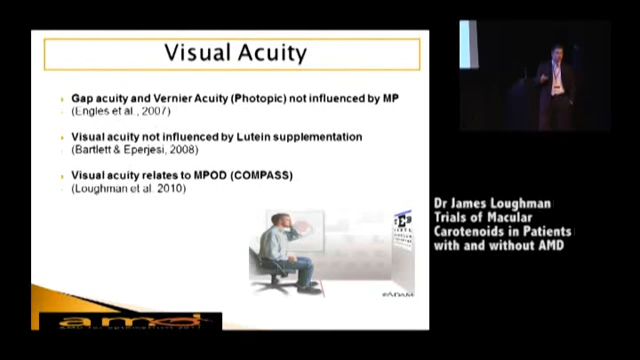 Visual Acuity
Gap acuity and Vernier Acuity (Photopic) not influenced by MP
(Engles et al., 2007)
Visual acuity not influenced by Lutein supplementation
(Bartlett & Eperjesi, 2008)
Visual acuity relates to MPOD (COMPASS)
(Loughman et al. 2010)
Dr James Loughman
Trials of Macular
Carotenoids in Patients
with and without AMD
amd